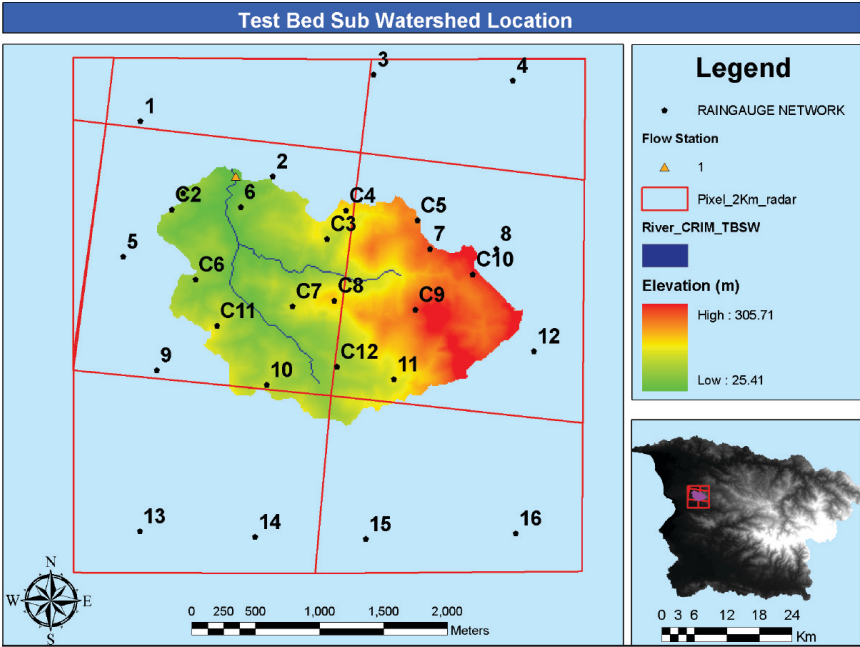 Test Bed Sub Watershed Location
3
4
1
2
C2
6
C4
C5
C3
7
8
5
C10
C6
C8
C7
C9
C11
12
9
C12
10
11
13
14
15
16
N
W
E
S
0 250 500 1,000 1,500 2,000
Meters
Legend
RAINGAUGE NETWORK
Flow Station
1
Pixel_2Km_radar
River_CRIM_TBSW
Elevation (m)
High : 305.71
Low : 25.41
0 3 6 12 18 24
Km